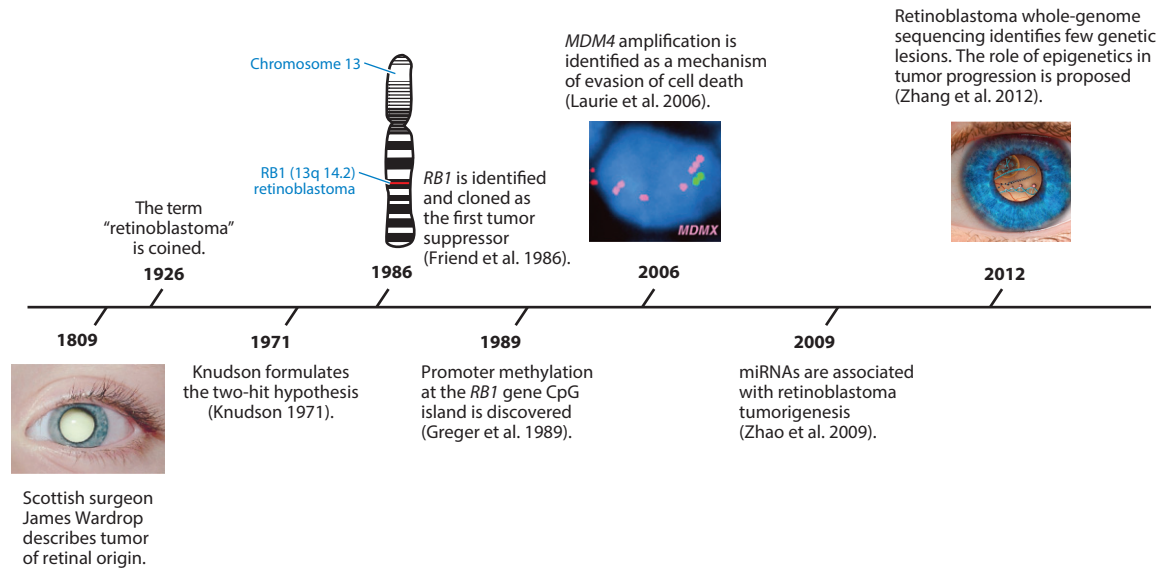 The term
“retinoblastoma”
is coined.
1926
Chromosome 13
RB1 (13q 14.2)
retinoblastoma
RB1 is identified
and cloned as
the first tumor
suppressor
(Friend et al. 1986).
1986
MDM4 amplification is
identified as a mechanism
of evasion of cell death
(Laurie et al. 2006).
MDMX
2006
Retinoblastoma whole-genome
sequencing identifies few genetic
lesions. The role of epigenetics in
tumor progression is proposed
(Zhang et al. 2012).
2012
1809
Scottish surgeon
James Wardrop
describes tumor
of retinal origin.
1971
Knudson formulates
the two-hit hypothesis
(Knudson 1971).
1989
Promoter methylation
at the RB1 gene CpG
island is discovered
(Greger et al. 1989).
2009
miRNAs are associated
with retinoblastoma
tumorigenesis
(Zhao et al. 2009).